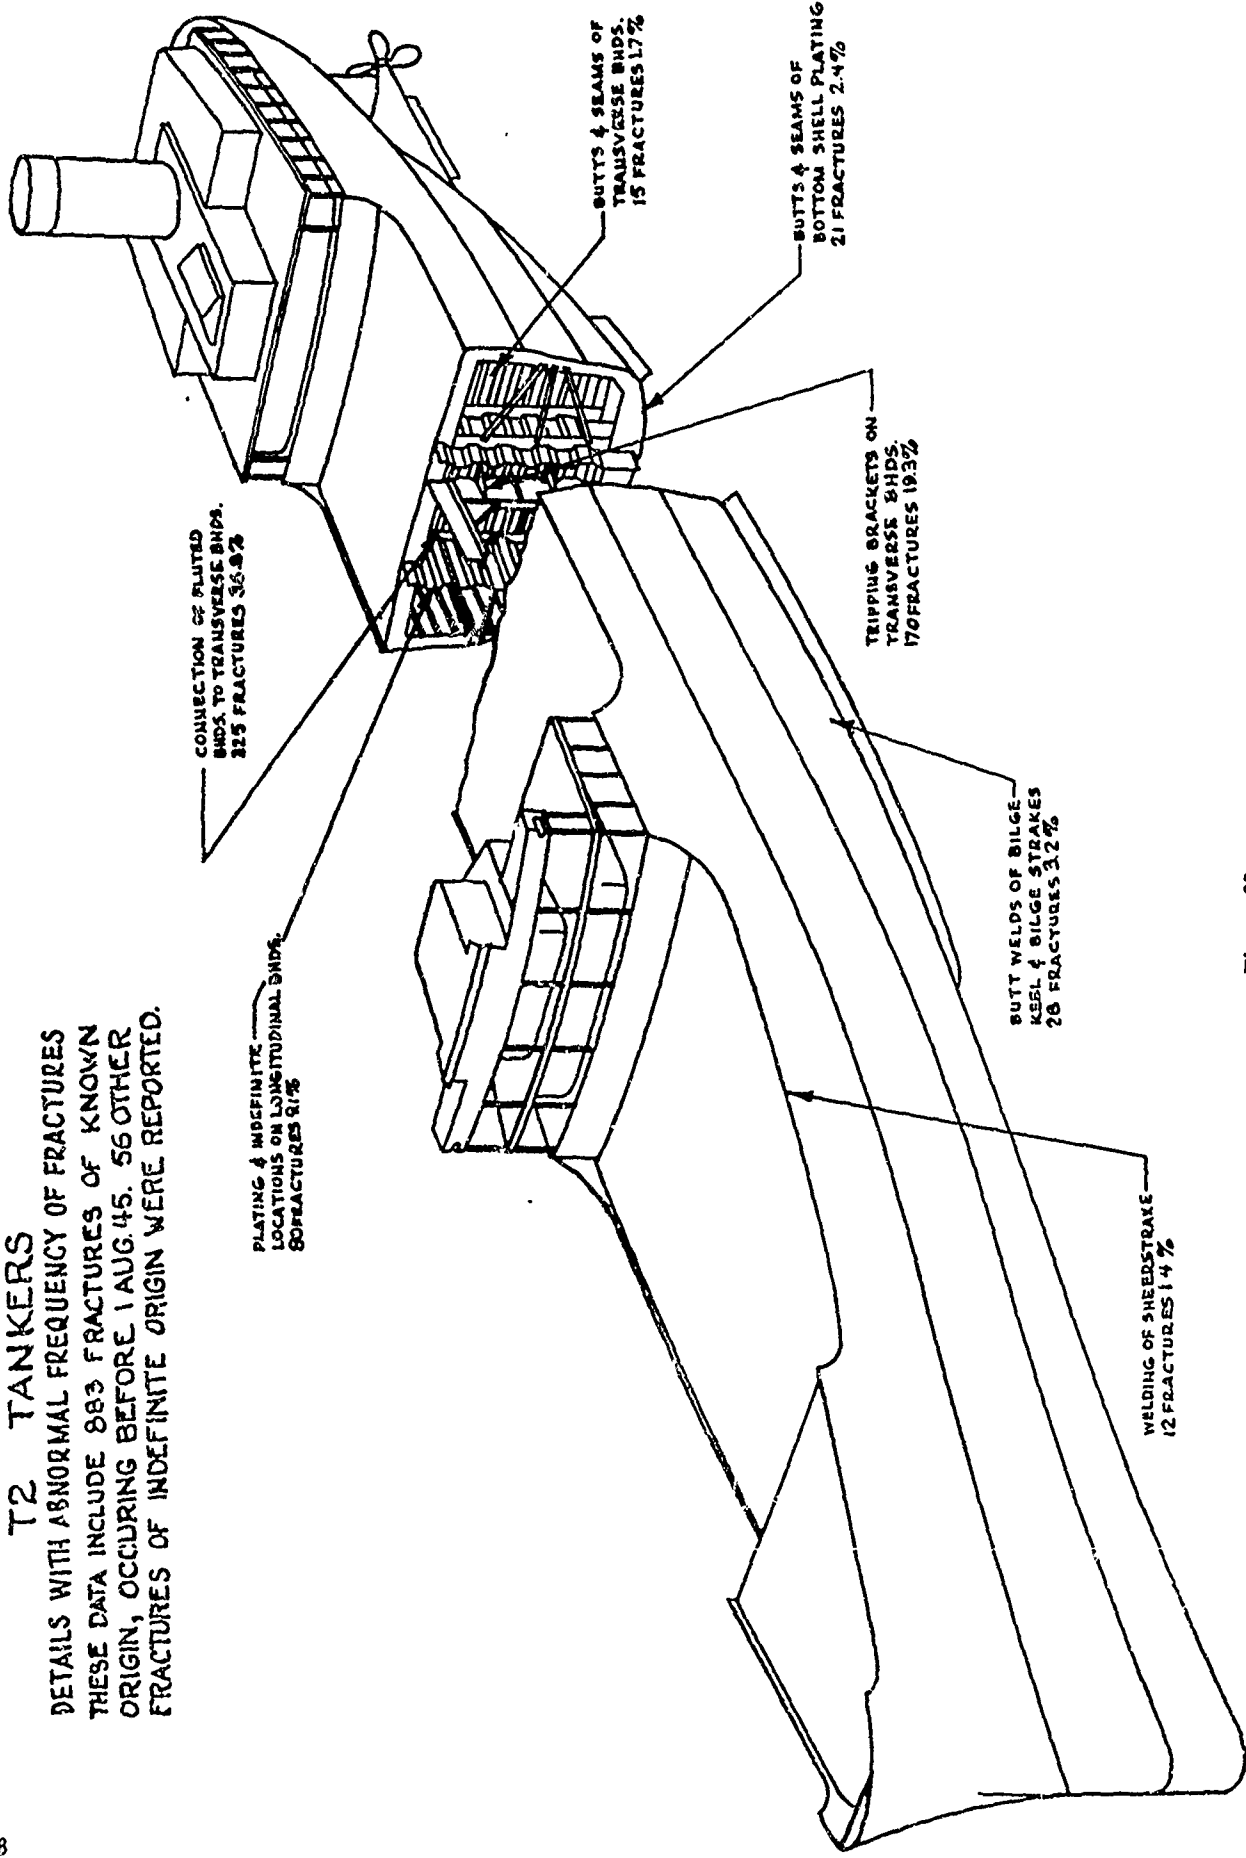 T2 TANKERS
DETAILS WITH ABNORMAL FREQUENCY OF FRACTURES
THESE DATA INCLUDE 883 FRACTURES OF KNOWN
ORIGIN, OCCURING BEFORE 1 AUG. 45. 56 OTHER
FRACTURES OF INDEFINITE ORIGIN WERE REPORTED.
CONNECTION OF FLUTED
BHDS. TO TRANSVERSE BHDS.
325 FRACTURES 36.8%
PLATING & INDEFINITE
LOCATIONS ON LONGITUDINAL BHDS.
80 FRACTURES 9.1%
BUTTS & SEAMS OF
TRANSVERSE BHDS.
15 FRACTURES 1.7%
BUTTS & SEAMS OF
BOTTOM SHELL PLATING
21 FRACTURES 2.4%
TRIPPING BRACKETS ON
TRANSVERSE BHDS.
170 FRACTURES 19.3%
BUTT WELDS OF BILGE
KEEL & BILGE STRAKES
28 FRACTURES 3.2%
WELDING OF SHEERSTRAKE
12 FRACTURES 1.4%